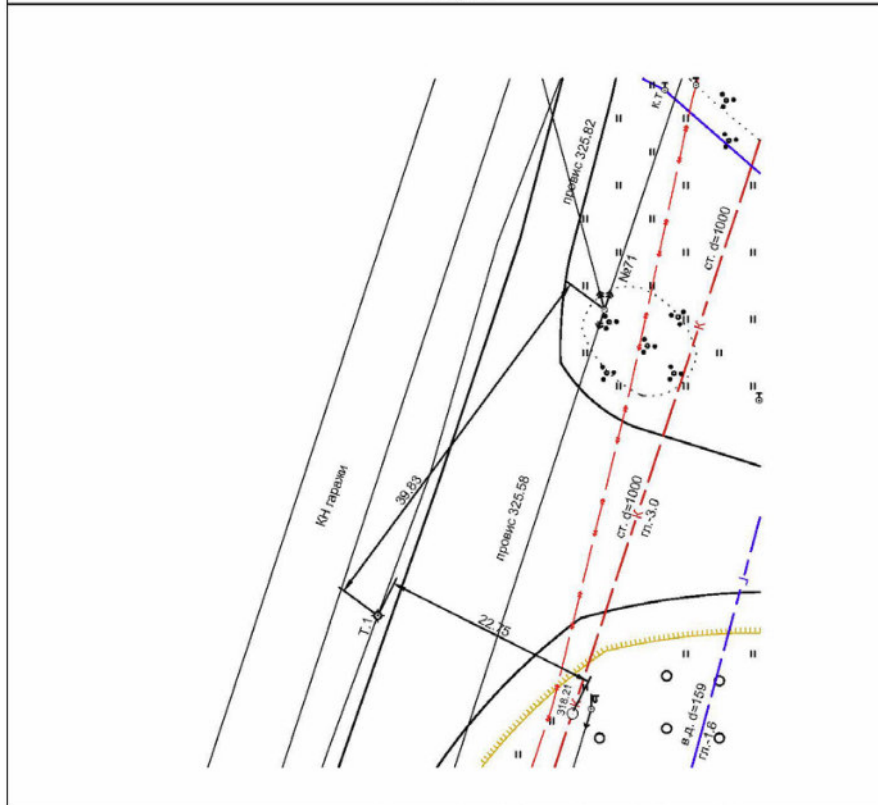 К.Т
провис 325.82
ст. d=1000
№71
К
КН гаражи
39.83
провис 325.58
ст. d=1000
гл.-3.0
К
Т.1
22.75
318.21
К
в.д. d=159
гл.-1.6